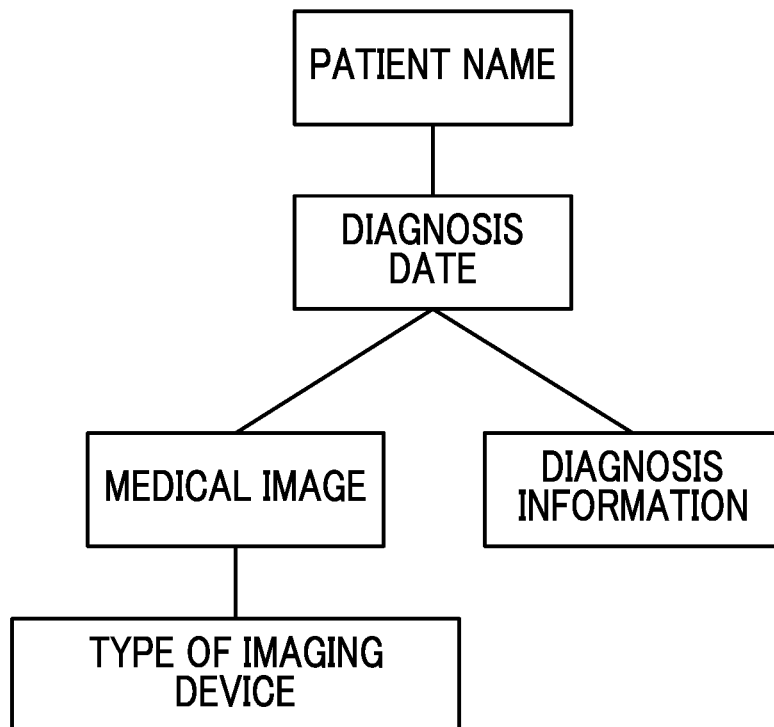 PATIENT NAME
DIAGNOSIS
DATE
MEDICAL IMAGE
DIAGNOSIS
INFORMATION
TYPE OF IMAGING
DEVICE